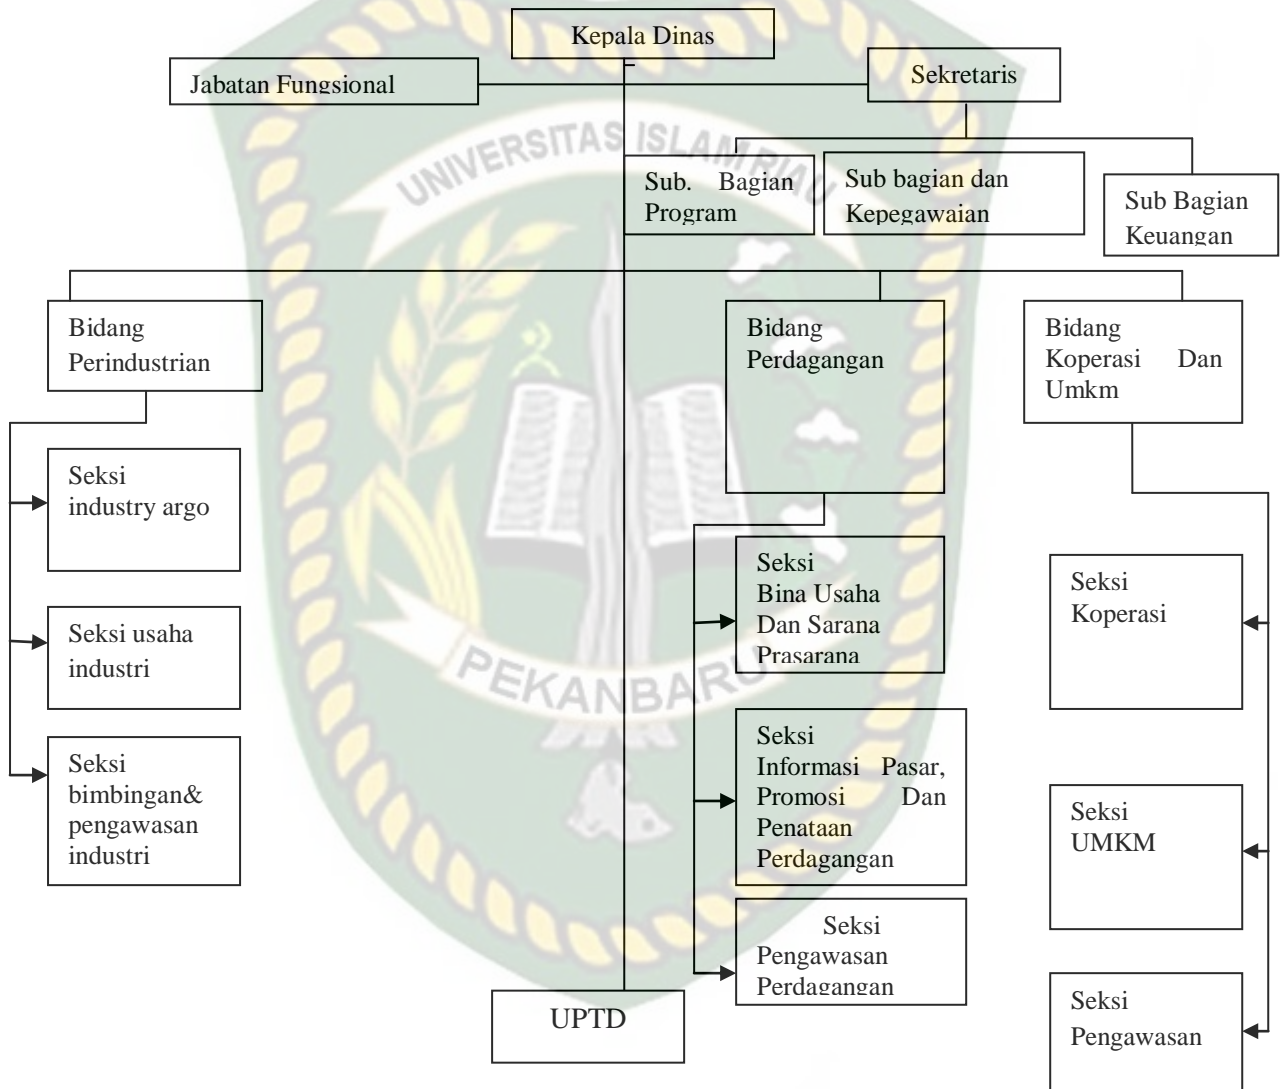 Kepala Dinas
Jabatan Fungsional
Sekretaris
UNIVERSITAS ISLAM RIAU
Sub. Bagian
Program
Sub bagian dan
Kepegawaian
Sub Bagian
Keuangan
Bidang
Perindustrian
Bidang
Perdagangan
Bidang
Koperasi Dan
Umkm
Seksi
industry argo
Seksi usaha
industri
Seksi
bimbingan&
pengawasan
industri
Seksi
Bina Usaha
Dan Sarana
Prasarana
Seksi
Informasi Pasar,
Promosi Dan
Penataan
Perdagangan
Seksi
Pengawasan
Perdagangan
Seksi
Koperasi
Seksi
UMKM
Seksi
Pengawasan
PEKANBARU
UPTD